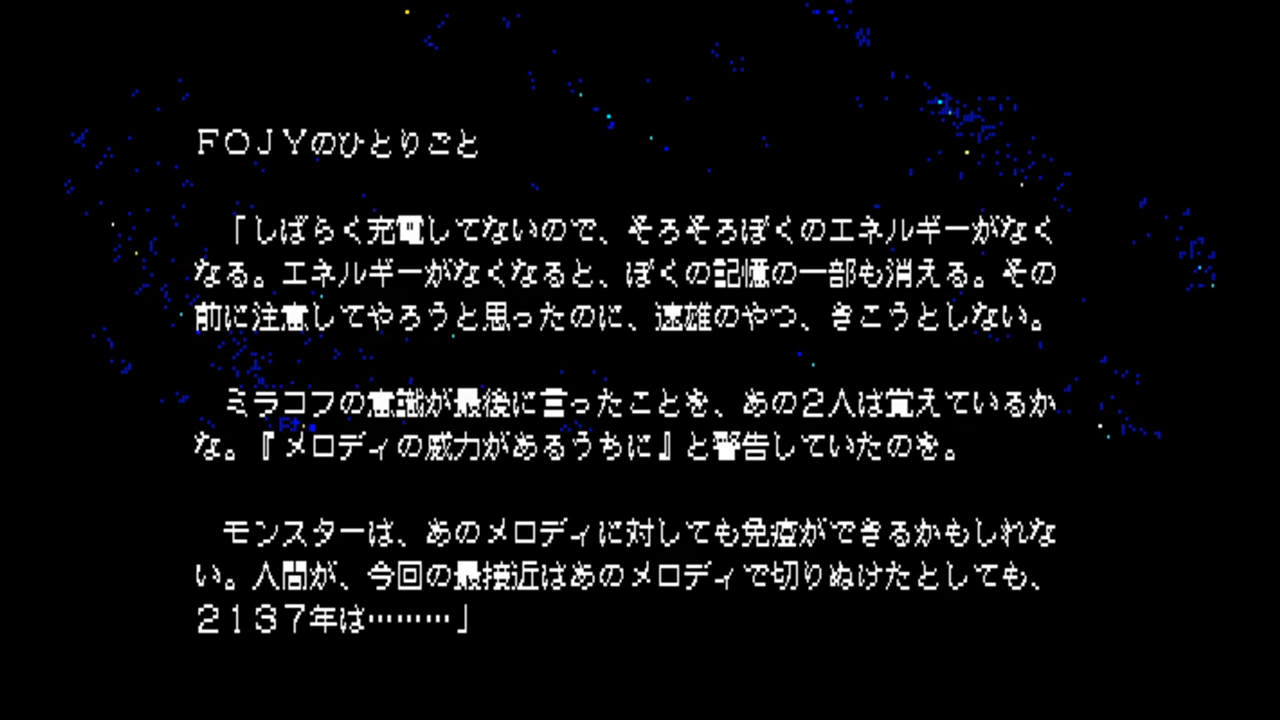 ＦＯＪＹのひとりごと
「しばらく充電してないので、そろそろぼくのエネルギーがなく
なる。エネルギーがなくなると、ぼくの記憶の一部も消える。その
前に注意してやろうと思ったのに、速雄のやつ、きこうとしない。
ミラコフの意識が最後に言ったことを、あの２人は覚えているか
な。『メロディの威力があるうちに』と警告していたのを。
モンスターは、あのメロディに対しても免疫ができるかもしれな
い。人間が、今回の最接近はあのメロディで切りぬけたとしても、
２１３７年は………」